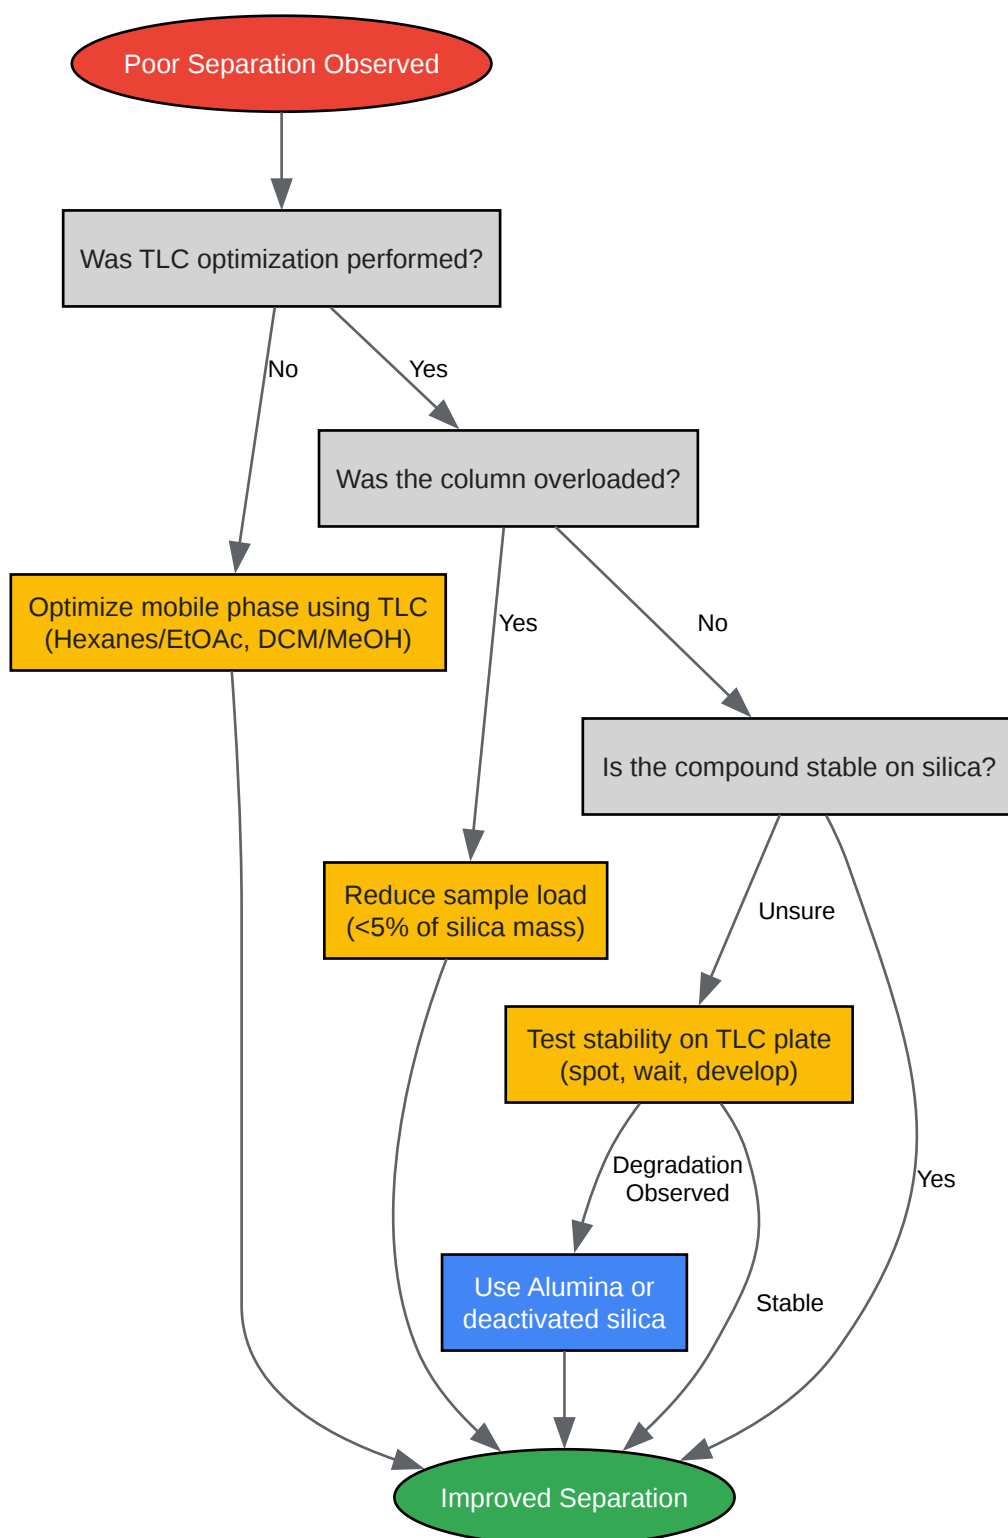 Poor Separation Observed
Was TLC optimization performed?
No
Yes
Was the column overloaded?
Optimize mobile phase using TLC
(Hexanes/EtOAc, DCM/MeOH)
Yes
No
Is the compound stable on silica?
Reduce sample load
(<5% of silica mass)
Unsure
Test stability on TLC plate
(spot, wait, develop)
Degradation
Observed
Yes
Use Alumina or
deactivated silica
Stable
Improved Separation